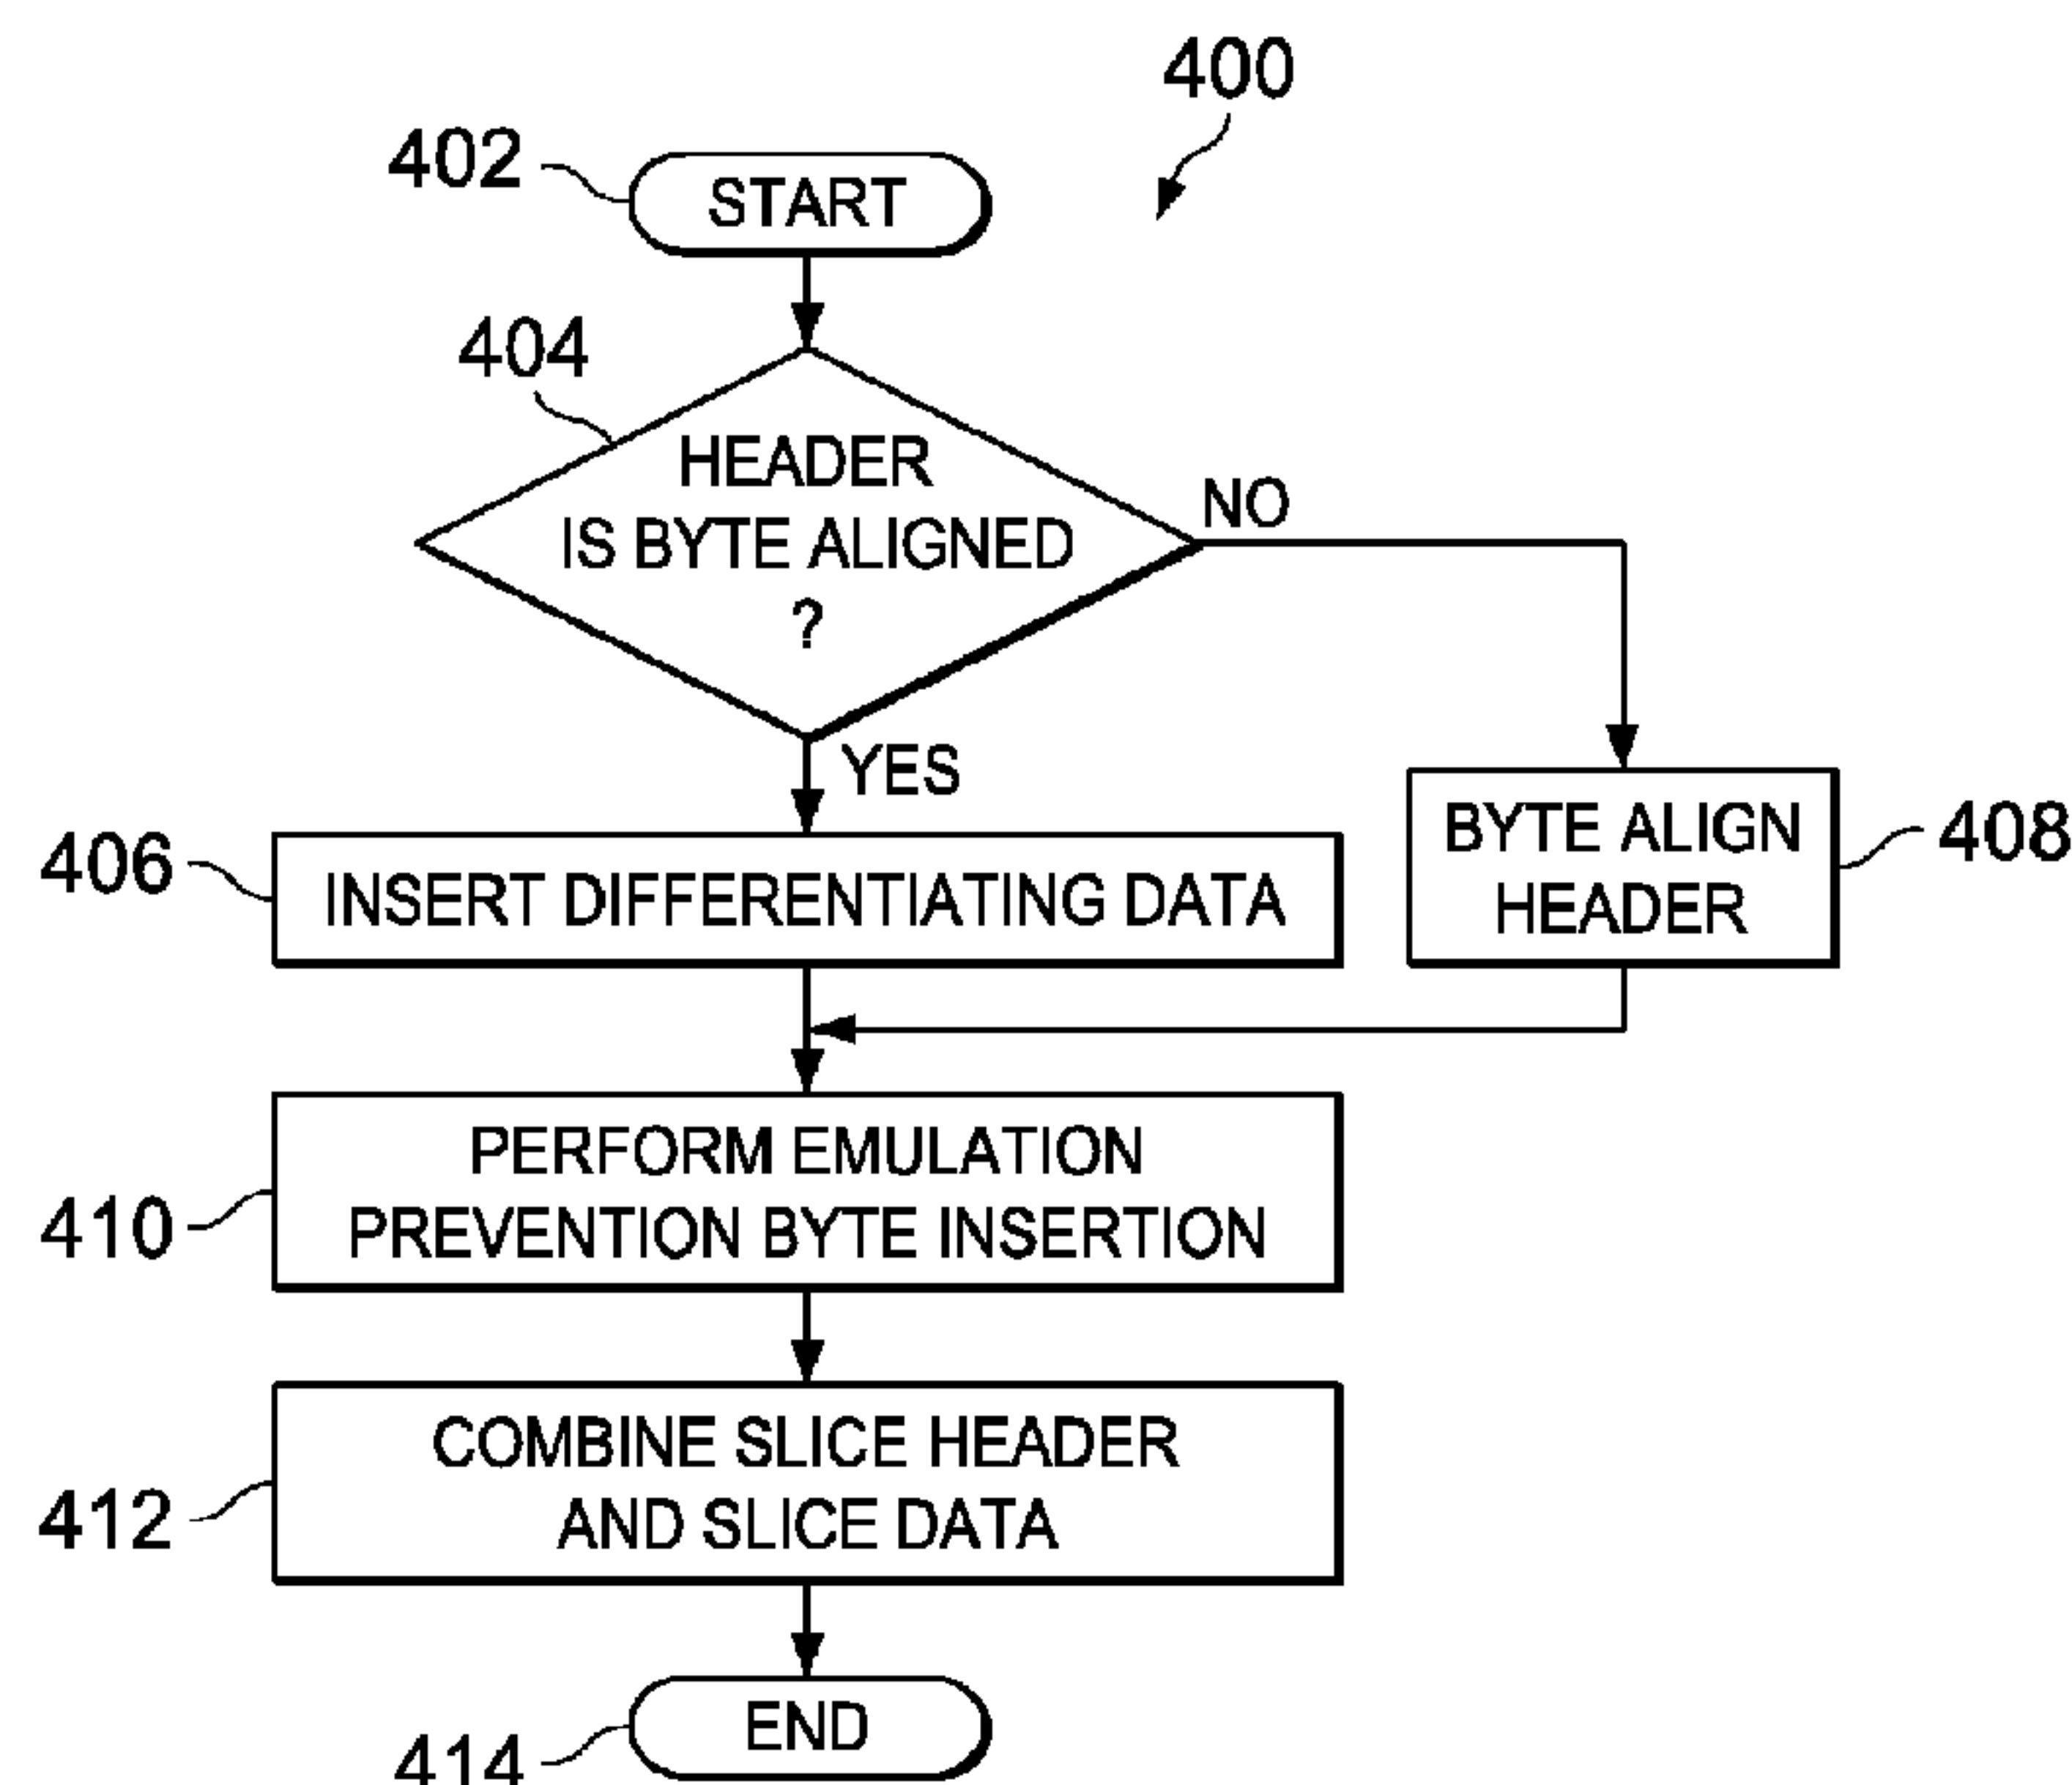 400
402
START
404
HEADER
IS BYTE ALIGNED
?
NO
YES
406
INSERT DIFFERENTIATING DATA
BYTE ALIGN
HEADER
408
410
PERFORM EMULATION
PREVENTION BYTE INSERTION
412
COMBINE SLICE HEADER
AND SLICE DATA
END
414